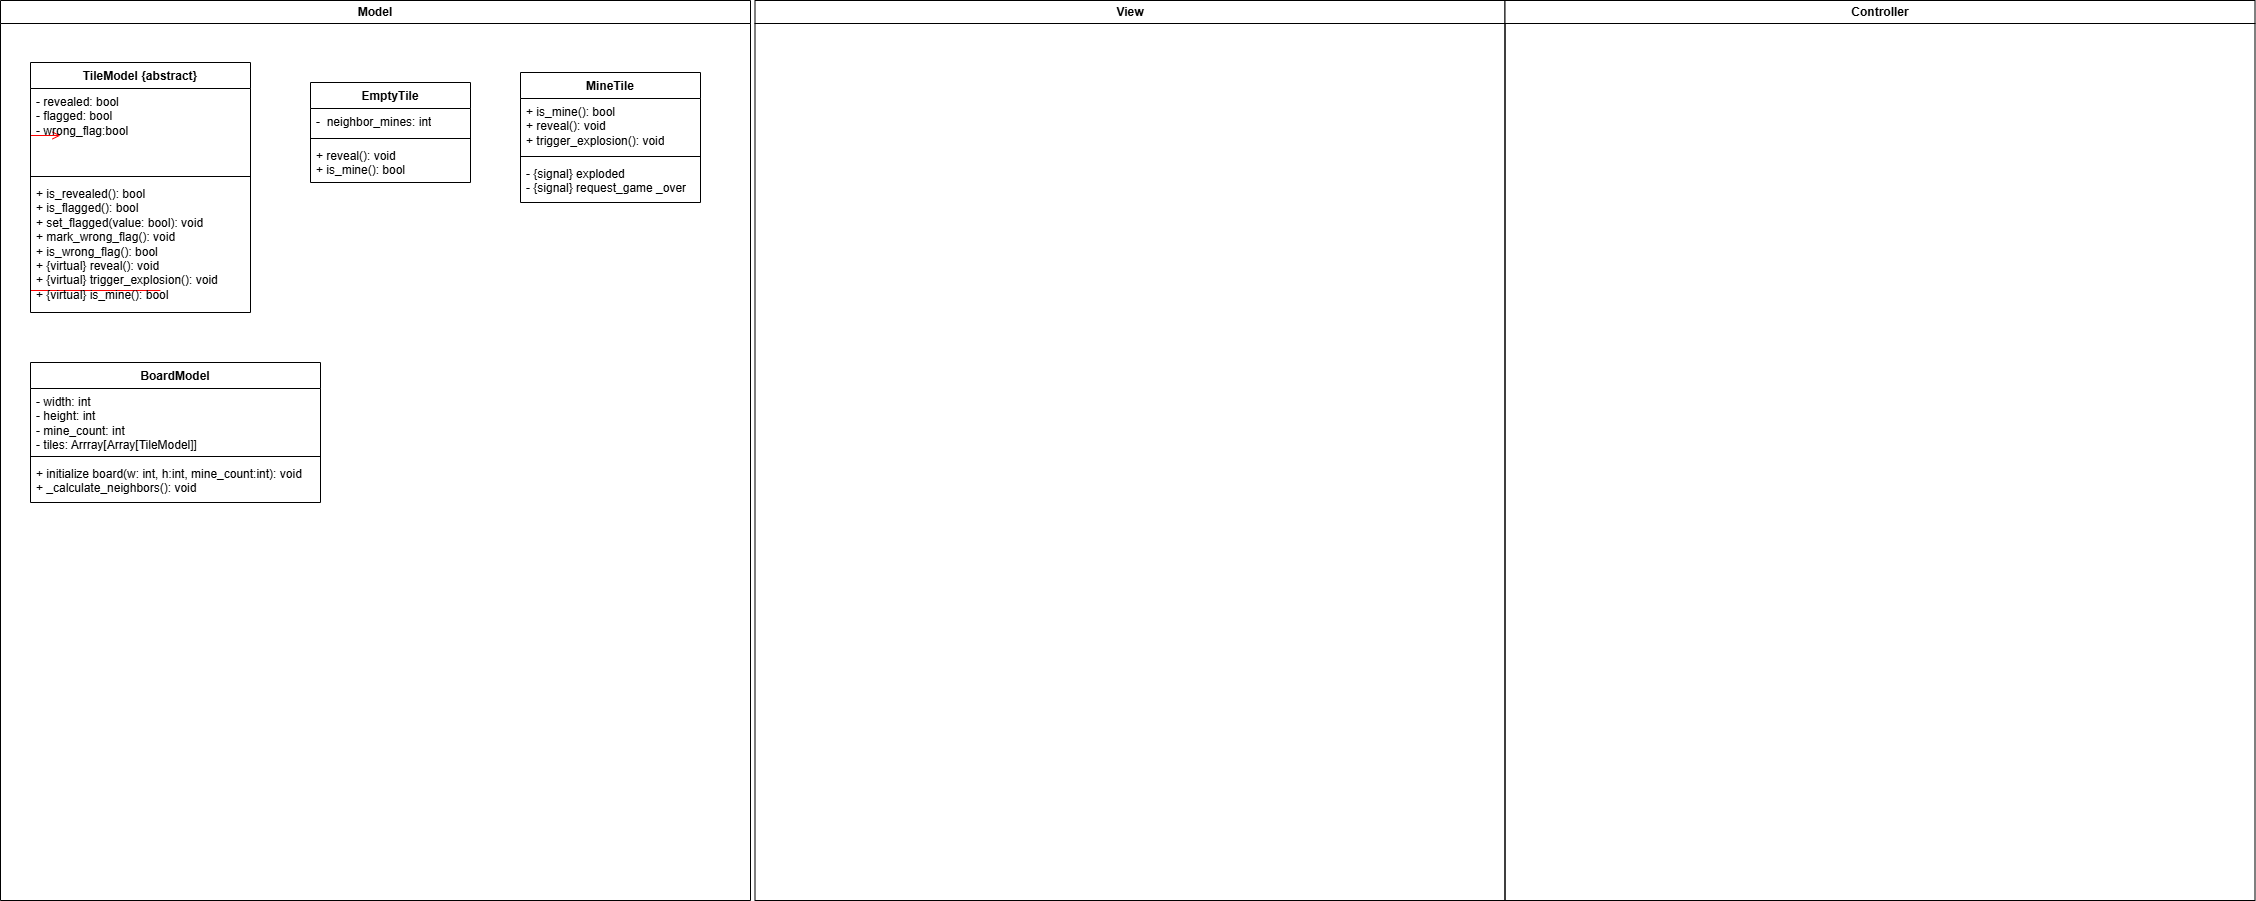 Model
View
Controller
TileModel {abstract}
- revealed: bool
- flagged: bool
- wrong_flag:bool
+ is_revealed(): bool
+ is_flagged(): bool
+ set_flagged(value: bool): void
+ mark_wrong_flag(): void
+ is_wrong_flag(): bool
+ {virtual} reveal(): void
+ {virtual} trigger_explosion(): void
+ {virtual} is_mine(): bool
EmptyTile
-  neighbor_mines: int
+ reveal(): void
+ is_mine(): bool
MineTile
+ is_mine(): bool
+ reveal(): void
+ trigger_explosion(): void
- {signal} exploded
- {signal} request_game _over
BoardModel
- width: int
- height: int
- mine_count: int
- tiles: Arrray[Array[TileModel]]
+ initialize board(w: int, h:int, mine_count:int): void
+ _calculate_neighbors(): void